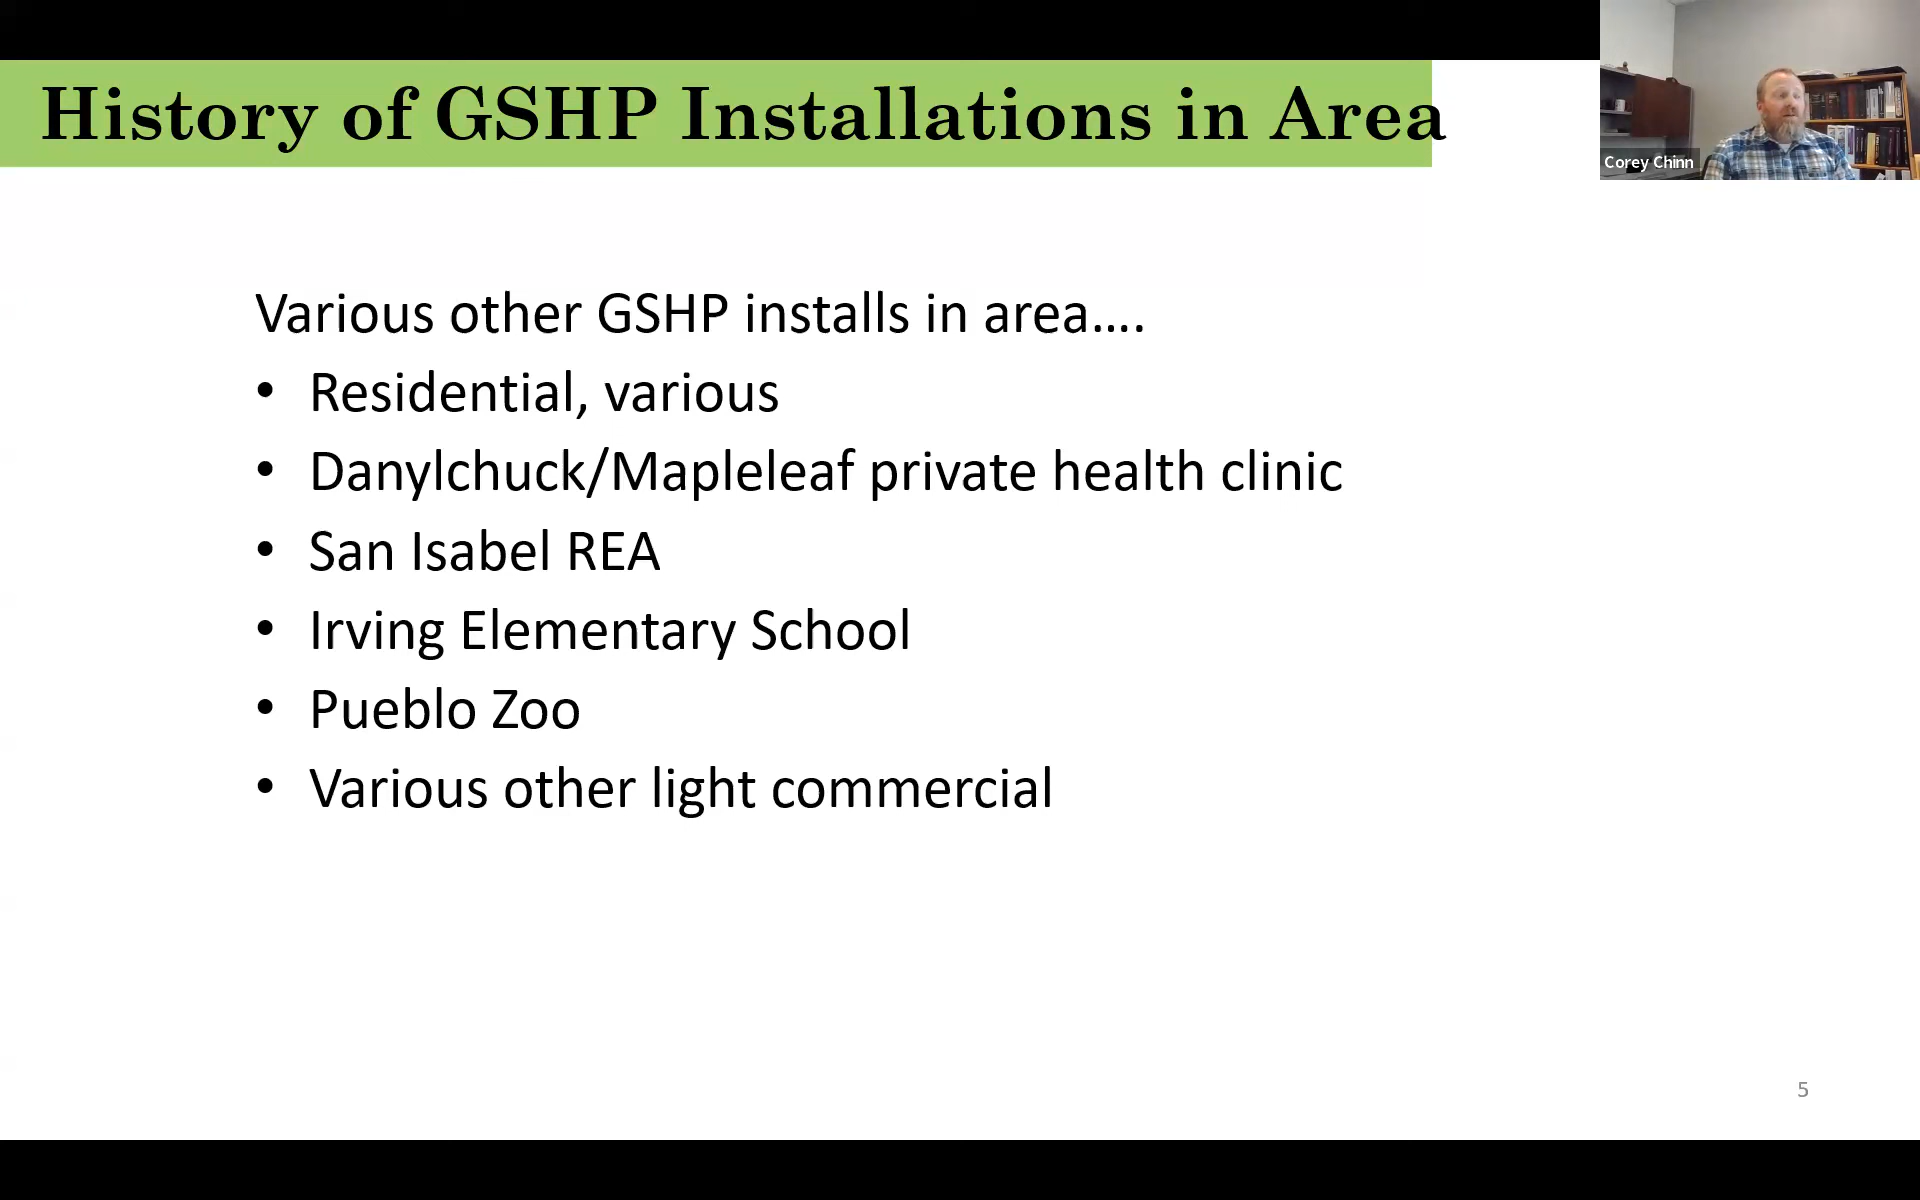 History of GSHP Installations in Area
Corey Chinn
Various other GSHP installs in area....
• Residential, various
• Danylchuck/Mapleleaf private health clinic
• San Isabel REA
• Irving Elementary School
• Pueblo Zoo
• Various other light commercial
5